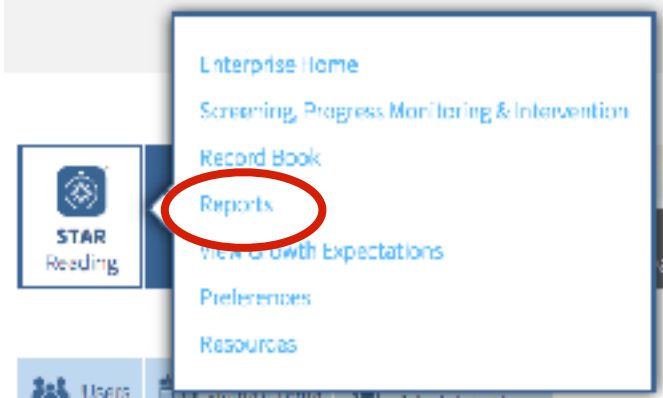 Enterprise Home
Screening, Progress Monitoring & Intervention
Record Book
Reports
View Growth Expectations
Preferences
Resources
STAR
Reading
Users